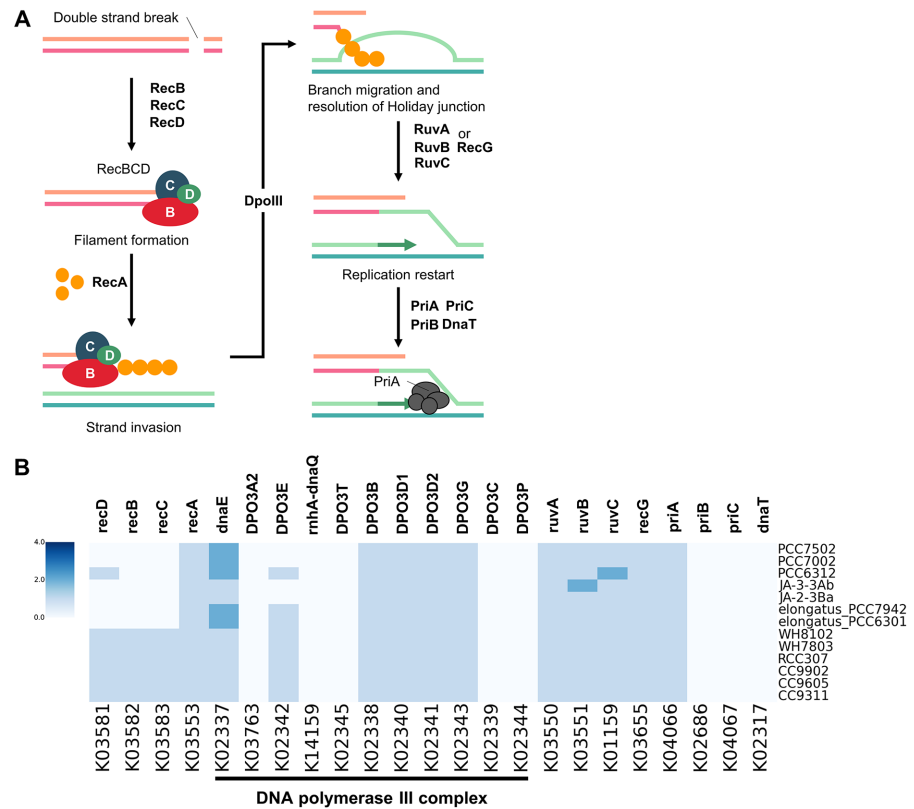 A
Double strand break
RecB
RecC
RecD
RecBCD
C
D
B
Filament formation
RecA
C
D
B
Strand invasion
DpoIII
Branch migration and
resolution of Holiday junction
RuvA or
RuvB RecG
RuvC
Replication restart
PriA PriC
PriB DnaT
PriA
B
recD recB recC recA dnaE DPO3A2 DPO3E rnhA-dnaQ DPO3T DPO3B DPO3D1 DPO3D2 DPO3G DPO3C DPO3P ruvA ruvB ruvC recG priA priB priC dnaT
4.0
2.0
0.0
PCC7502
PCC7002
PCC6312
JA-3-3Ab
JA-2-3Ba
elongatus_PCC7942
elongatus_PCC6301
WH8102
WH7803
RCC307
CC9902
CC9605
CC9311
K03581 K03582 K03583 K03553 K02337 K03763 K02342 K14159 K02345 K02338 K02340 K02341 K02343 K02339 K02344 K03550 K03551 K01159 K03655 K04066 K02686 K04067 K02317
DNA polymerase III complex